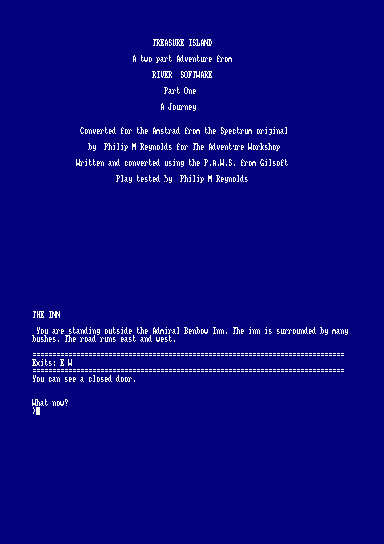 TREASURE ISLAND
A two part Adventure from
RIVER SOFTWARE
Part One
A Journey
Converted for the Amstrad from the Spectrum original
by Philip M Reynolds for The Adventure Workshop
Written and converted using the P.A.W.S. from Gilsoft
Play tested by Philip M Reynolds
THE INN
You are standing outside the Admiral Benbow Inn. The inn is surrounded by many
bushes. The road runs east and west.
==============================================================================
Exits: E W
==============================================================================
You can see a closed door.
What now?
>